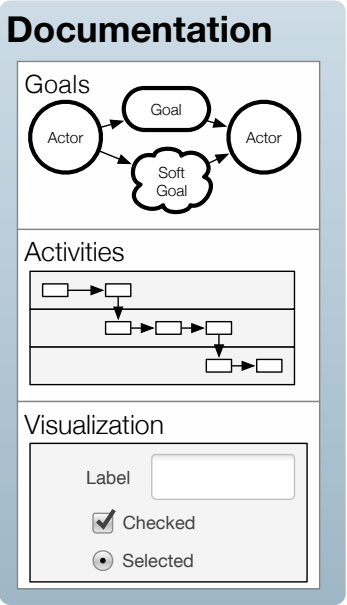 Documentation
Goals
Goal
Actor
Actor
Soft
Goal
Activities
Visualization
Label
Checked
Selected